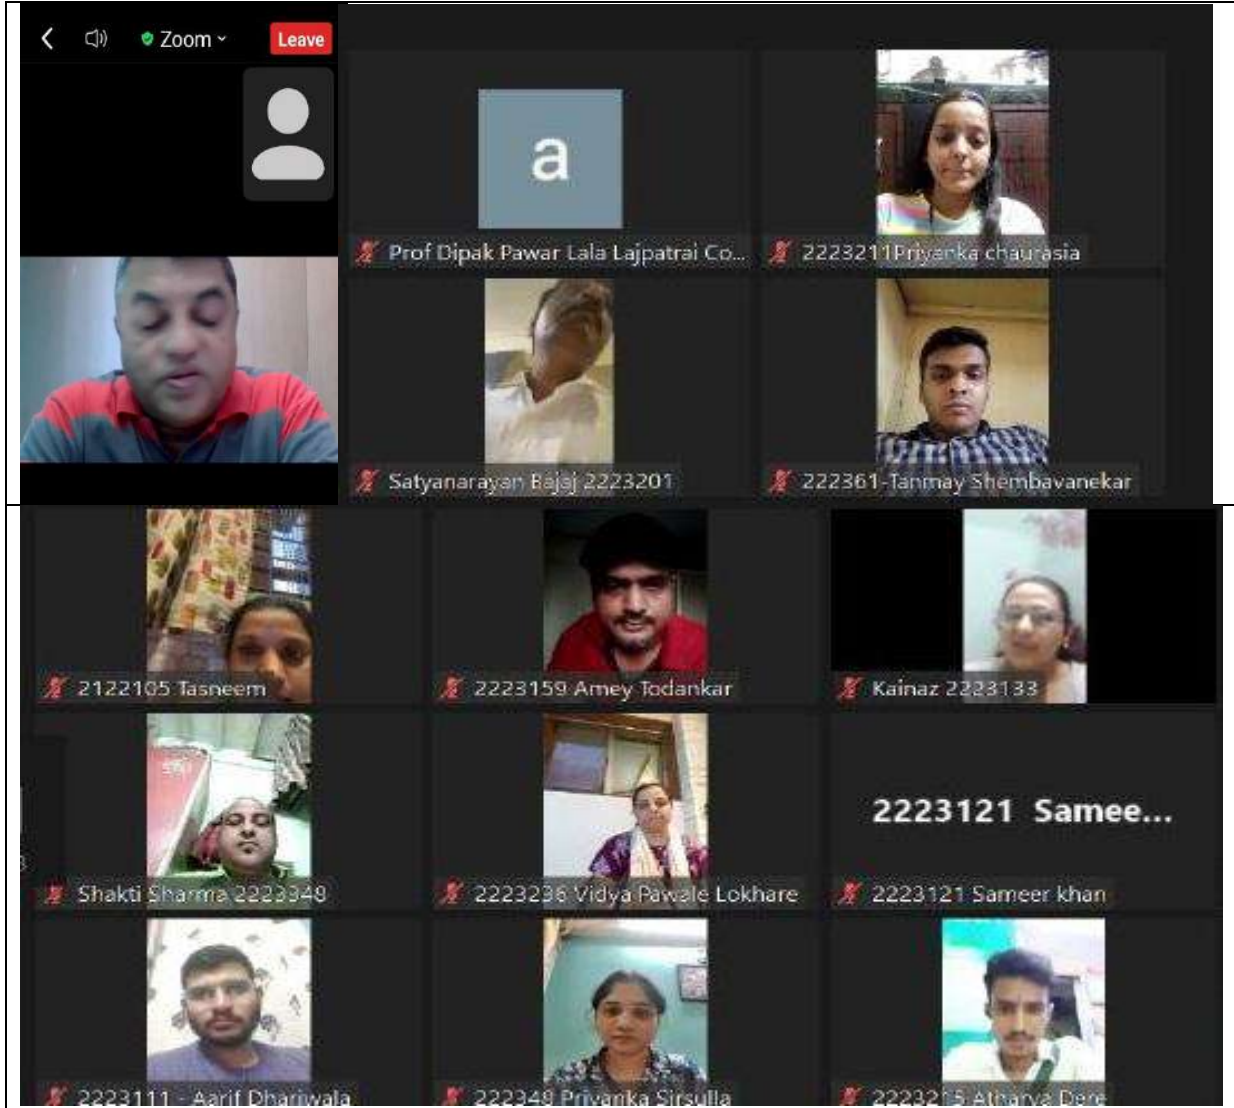 Zoom
Leave
a
Prof Dipak Pawar Lala Lajpatrai Co...
2223211Priyanka chaurasia
Satyanarayan Bajaj 2223201
222361-Tanmay Shembavanekar
2122105 Tasneem
2223159 Amey Todankar
Kainaz 2223133
2223121 Samee...
Shakti Sharma 2223348
2223236 Vidya Pawale Lokhare
2223121 Sameer khan
2223111 - Aarif Dhariwala
222348 Priyanka Sirsulla
2223215 Atharva Dere